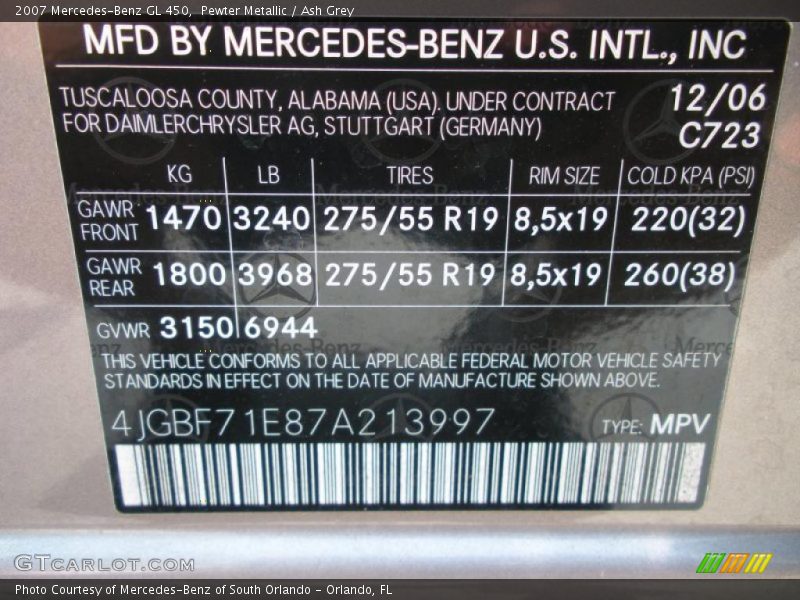 2007 Mercedes-Benz GL 450, Pewter Metallic / Ash Grey
MFD BY MERCEDES-BENZ U.S. INTL., INC
TUSCALOOSA COUNTY, ALABAMA (USA). UNDER CONTRACT 12/06
FOR DAIMLERCHRYSLER AG, STUTTGART (GERMANY) C723
KG LB TIRES RIM SIZE COLD KPA (PSI)
GAWR FRONT 1470 3240 275/55 R19 8,5x19 220(32)
GAWR REAR 1800 3968 275/55 R19 8,5x19 260(38)
GVWR 3150 6944
THIS VEHICLE CONFORMS TO ALL APPLICABLE FEDERAL MOTOR VEHICLE SAFETY
STANDARDS IN EFFECT ON THE DATE OF MANUFACTURE SHOWN ABOVE.
4JGBF71E87A213997 TYPE: MPV
GTCARLOT.COM
Photo Courtesy of Mercedes-Benz of South Orlando - Orlando, FL